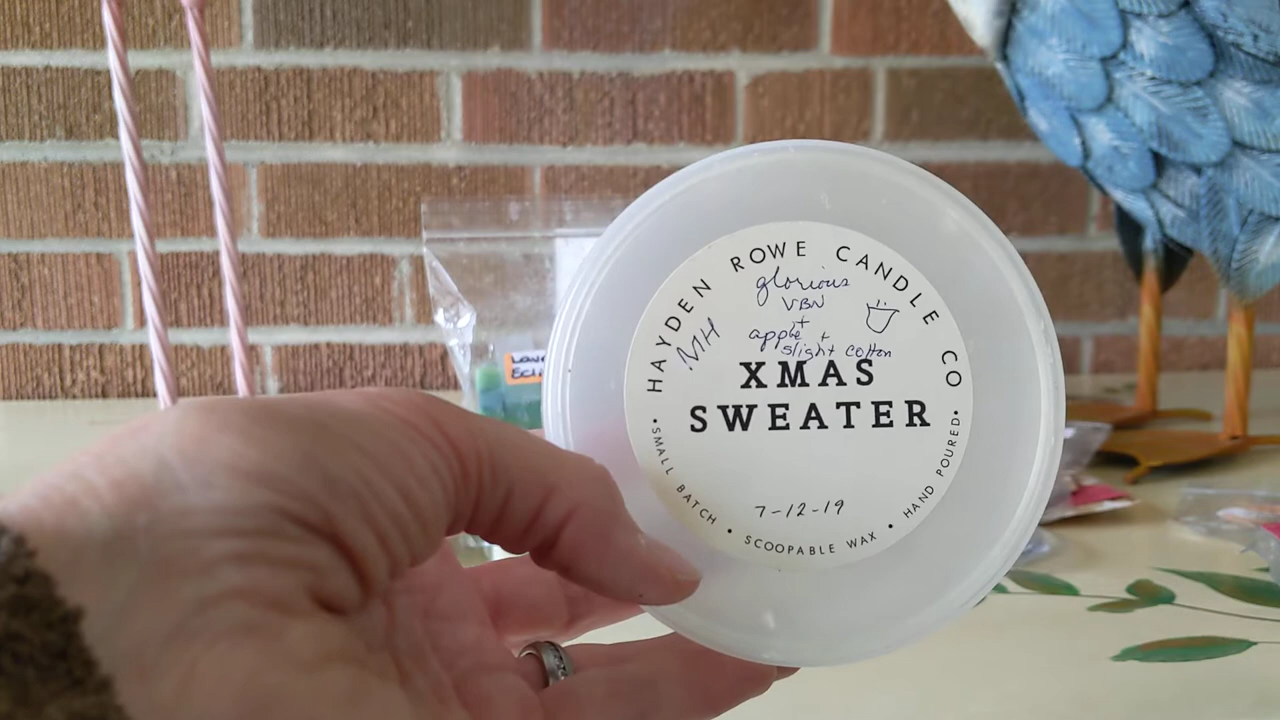 HAYDEN ROWE CANDLE CO
glorious
VBN
+
apple +
slight cotton
MH
XMAS
SWEATER
7-12-19
• SMALL BATCH • SCOOPABLE WAX • HAND POURED •